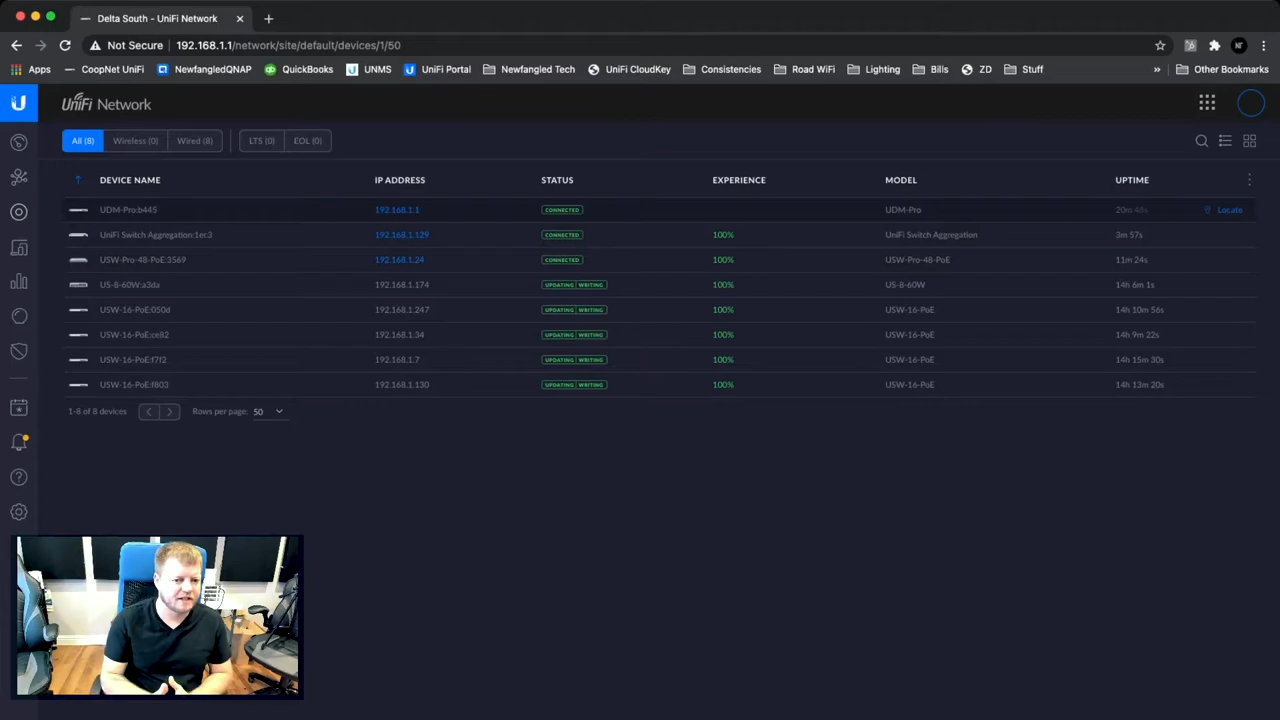 Delta South - UniFi Network
Not Secure 192.168.1.1/network/site/default/devices/1/50
Apps CoopNet UniFi NewfangledQNAP QuickBooks UNMS UniFi Portal Newfangled Tech UniFi CloudKey Consistencies Road WiFi Lighting Bills ZD Stuff » Other Bookmarks
UniFi Network
All (8) Wireless (0) Wired (8) LTS (0) EOL (0)
DEVICE NAME IP ADDRESS STATUS EXPERIENCE MODEL UPTIME
UDM-Pro:b445 192.168.1.1 CONNECTED UDM-Pro 20m 48s Locate
UniFi Switch Aggregation:1ec3 192.168.1.129 CONNECTED 100% UniFi Switch Aggregation 3m 57s
USW-Pro-48-PoE:3569 192.168.1.24 CONNECTED 100% USW-Pro-48-PoE 11m 24s
US-8-60W:a3da 192.168.1.174 UPDATING WRITING 100% US-8-60W 14h 6m 1s
USW-16-PoE:050d 192.168.1.247 UPDATING WRITING 100% USW-16-PoE 14h 10m 56s
USW-16-PoE:ce82 192.168.1.34 UPDATING WRITING 100% USW-16-PoE 14h 9m 22s
USW-16-PoE:f7f2 192.168.1.7 UPDATING WRITING 100% USW-16-PoE 14h 15m 30s
USW-16-PoE:f803 192.168.1.130 UPDATING WRITING 100% USW-16-PoE 14h 13m 20s
1-8 of 8 devices Rows per page: 50